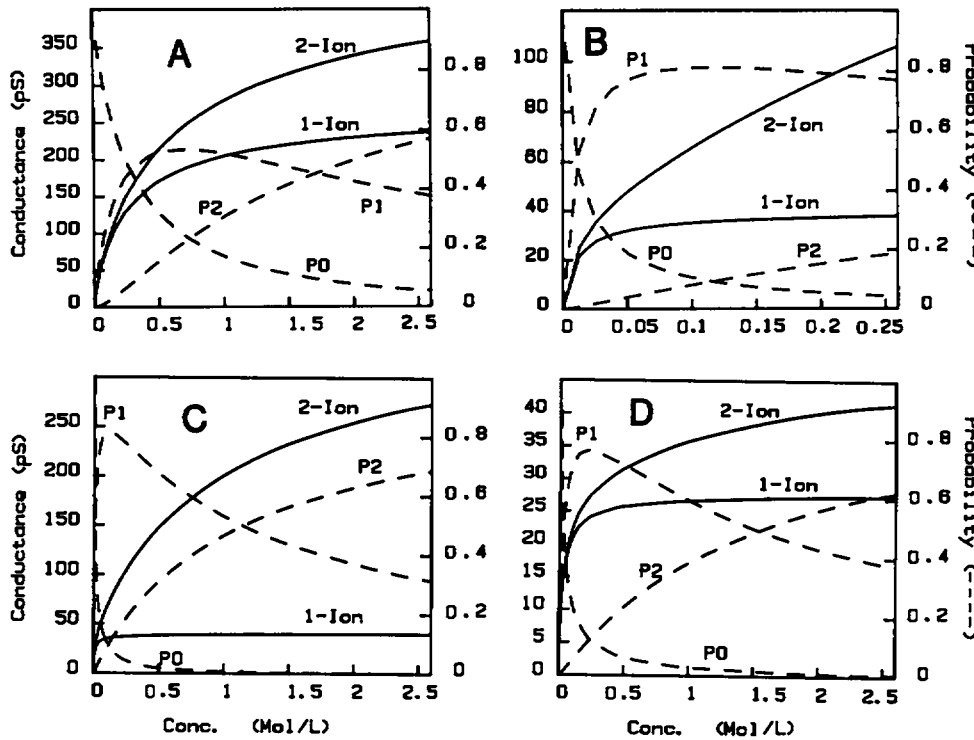 A
Conductance (pS)
350
300
250
200
150
100
50
0
2-Ion
1-Ion
P2
P1
P0
0.8
0.6
0.4
0.2
0
0
0.5
1
1.5
2
2.5
B
100
80
60
40
20
0
P1
2-Ion
1-Ion
P2
P0
0.8
0.6
0.4
0.2
0
Probability
0
0.05
0.1
0.15
0.2
0.25
C
Conductance (pS)
250
200
150
100
50
0
P1
2-Ion
P2
1-Ion
P0
0.8
0.6
0.4
0.2
0
0
0.5
1
1.5
2
2.5
Conc. (Mol/L)
D
40
35
30
25
20
15
10
5
0
P1
2-Ion
1-Ion
P2
P0
0.8
0.6
0.4
0.2
0
Probability (----)
0
0.5
1
1.5
2
2.5
Conc. (Mol/L)